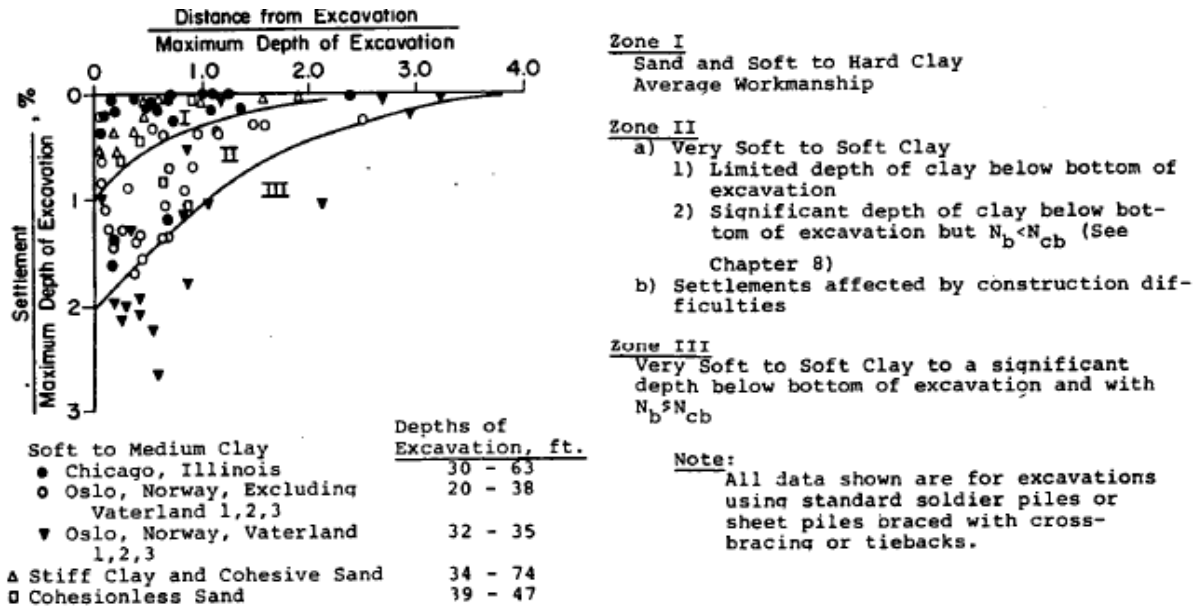 Distance from Excavation
Maximum Depth of Excavation
0 1.0 2.0 3.0 4.0
0
1
2
3
Settlement , %
Maximum Depth of Excavation
I
II
III
Soft to Medium Clay
Depths of
Excavation, ft.
● Chicago, Illinois 30 - 63
○ Oslo, Norway, Excluding 20 - 38
Vaterland 1,2,3
▼ Oslo, Norway, Vaterland 32 - 35
1,2,3
△ Stiff Clay and Cohesive Sand 34 - 74
□ Cohesionless Sand 39 - 47
Zone I
Sand and Soft to Hard Clay
Average Workmanship
Zone II
a) Very Soft to Soft Clay
1) Limited depth of clay below bottom of
excavation
2) Significant depth of clay below bot-
tom of excavation but Nb<Ncb (See
Chapter 8)
b) Settlements affected by construction dif-
ficulties
Zone III
Very Soft to Soft Clay to a significant
depth below bottom of excavation and with
Nb≥Ncb
Note:
All data shown are for excavations
using standard soldier piles or
sheet piles braced with cross-
bracing or tiebacks.